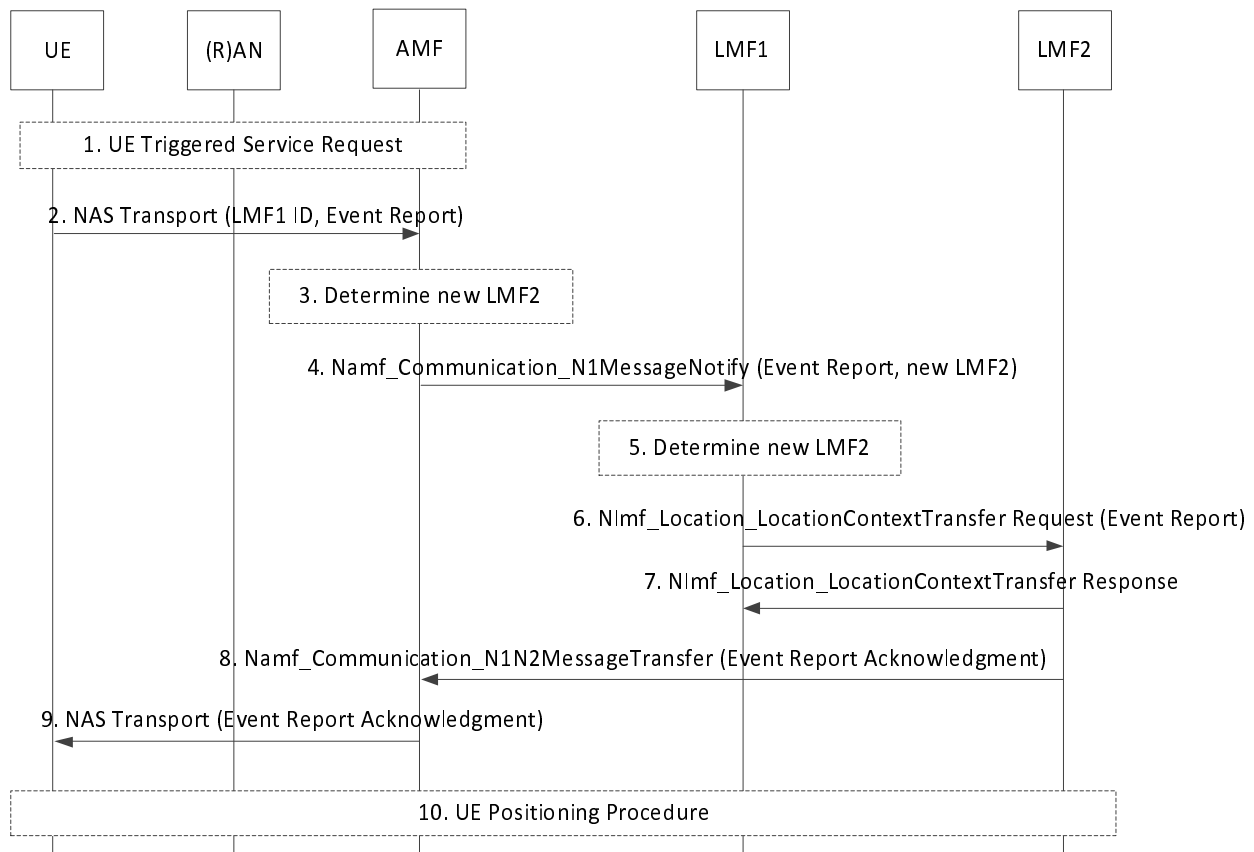 UE
(R)AN
AMF
LMF1
LMF2
1. UE Triggered Service Request
2. NAS Transport (LMF1 ID, Event Report)
3. Determine new LMF2
4. Namf_Communication_N1MessageNotify (Event Report, new LMF2)
5. Determine new LMF2
6. Nlmf_Location_LocationContextTransfer Request (Event Report)
7. Nlmf_Location_LocationContextTransfer Response
8. Namf_Communication_N1N2MessageTransfer (Event Report Acknowledgment)
9. NAS Transport (Event Report Acknowledgment)
10. UE Positioning Procedure